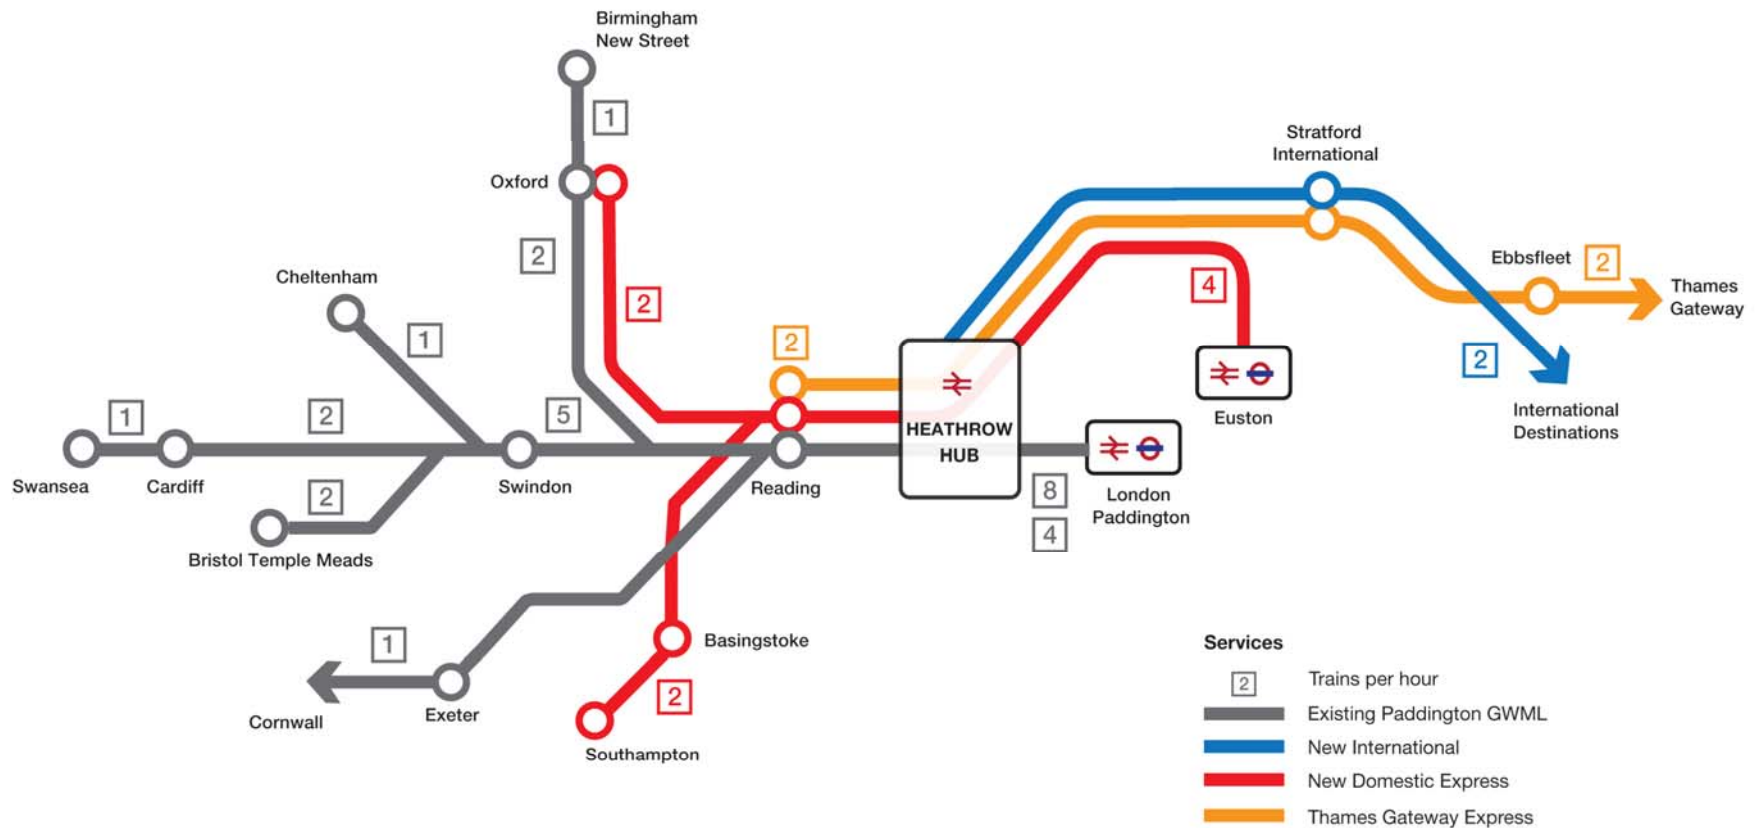 Birmingham
New Street
1
Oxford
2
2
Cheltenham
1
1
2
5
2
Swansea
Cardiff
Swindon
Reading
2
Bristol Temple Meads
1
Cornwall
Exeter
Basingstoke
2
Southampton
HEATHROW
HUB
8
4
London
Paddington
4
Euston
Stratford
International
Ebbsfleet
2
Thames
Gateway
2
International
Destinations
Services
2 Trains per hour
Existing Paddington GWML
New International
New Domestic Express
Thames Gateway Express